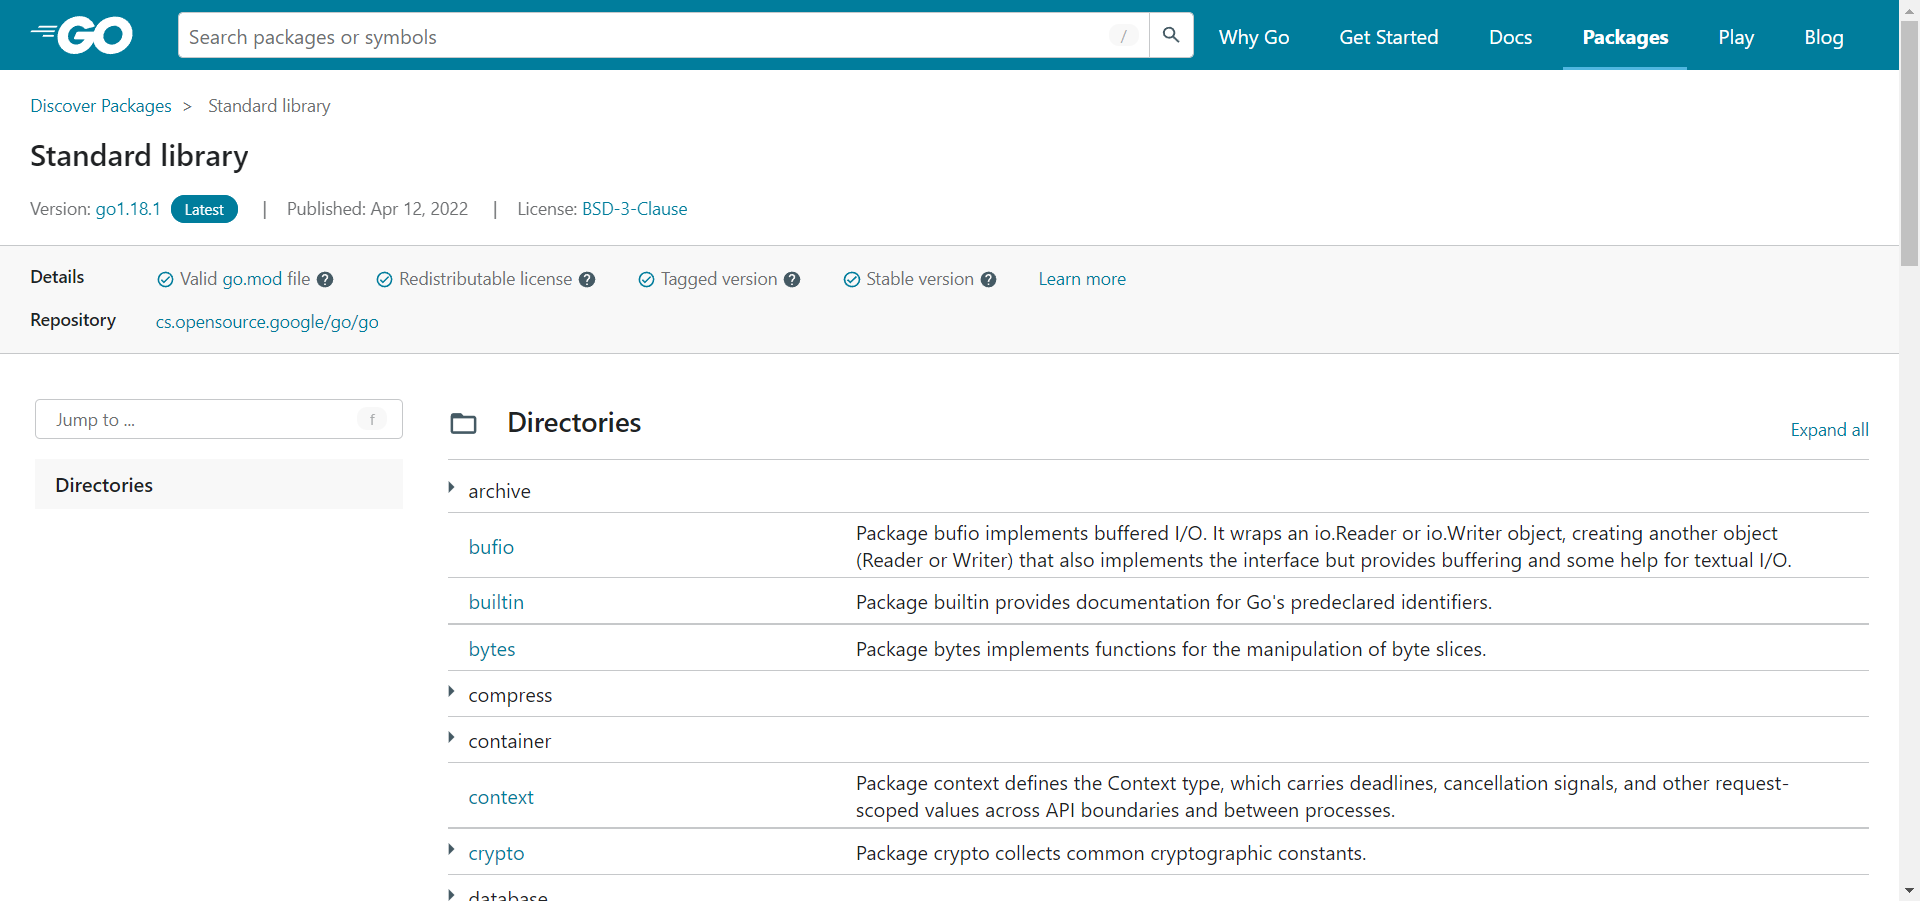 GO
Search packages or symbols /
Why Go Get Started Docs Packages Play Blog
Discover Packages > Standard library
Standard library
Version: go1.18.1 Latest | Published: Apr 12, 2022 | License: BSD-3-Clause
Details Valid go.mod file ? Redistributable license ? Tagged version ? Stable version ? Learn more
Repository cs.opensource.google/go/go
Jump to ... f
Directories
Directories
Expand all
archive
bufio
Package bufio implements buffered I/O. It wraps an io.Reader or io.Writer object, creating another object
(Reader or Writer) that also implements the interface but provides buffering and some help for textual I/O.
builtin Package builtin provides documentation for Go's predeclared identifiers.
bytes Package bytes implements functions for the manipulation of byte slices.
compress
container
context
Package context defines the Context type, which carries deadlines, cancellation signals, and other request-
scoped values across API boundaries and between processes.
crypto Package crypto collects common cryptographic constants.
database